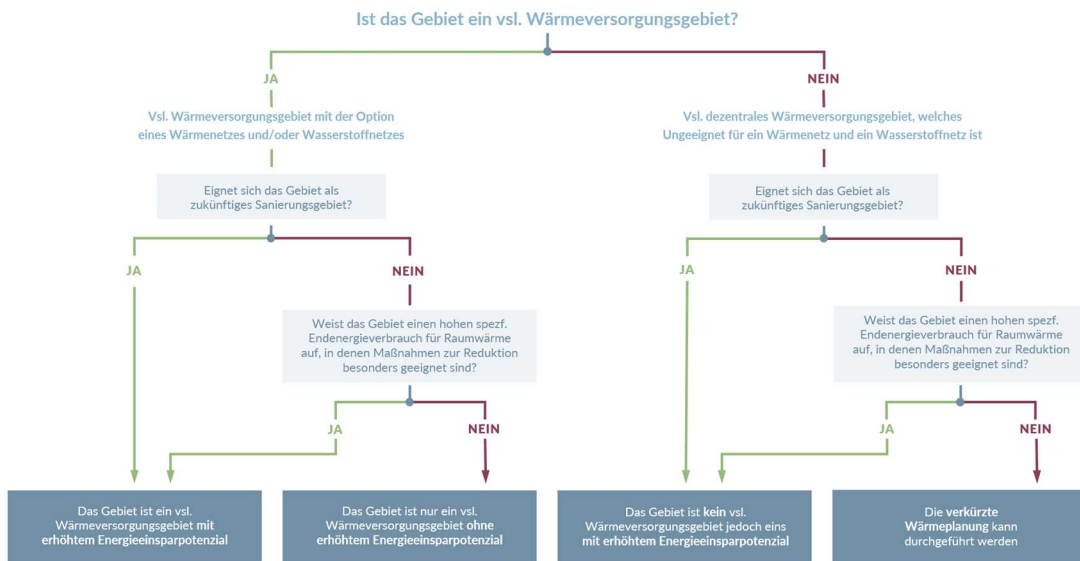 Ist das Gebiet ein vsl. Wärmeversorgungsgebiet?
JA
NEIN
Vsl. Wärmeversorgungsgebiet mit der Option
eines Wärmenetzes und/oder Wasserstoffnetzes
Vsl. dezentrales Wärmeversorgungsgebiet, welches
Ungeeignet für ein Wärmenetz und ein Wasserstoffnetz ist
Eignet sich das Gebiet als
zukünftiges Sanierungsgebiet?
Eignet sich das Gebiet als
zukünftiges Sanierungsgebiet?
JA
NEIN
JA
NEIN
Weist das Gebiet einen hohen spezf.
Endenergieverbrauch für Raumwärme
auf, in denen Maßnahmen zur Reduktion
besonders geeignet sind?
Weist das Gebiet einen hohen spezf.
Endenergieverbrauch für Raumwärme
auf, in denen Maßnahmen zur Reduktion
besonders geeignet sind?
JA
NEIN
JA
NEIN
Das Gebiet ist ein vsl.
Wärmeversorgungsgebiet mit
erhöhtem Energieeinsparpotenzial
Das Gebiet ist nur ein vsl.
Wärmeversorgungsgebiet ohne
erhöhtem Energieeinsparpotenzial
Das Gebiet ist kein vsl.
Wärmeversorgungsgebiet jedoch eins
mit erhöhtem Energieeinsparpotenzial
Die verkürzte
Wärmeplanung kann
durchgeführt werden